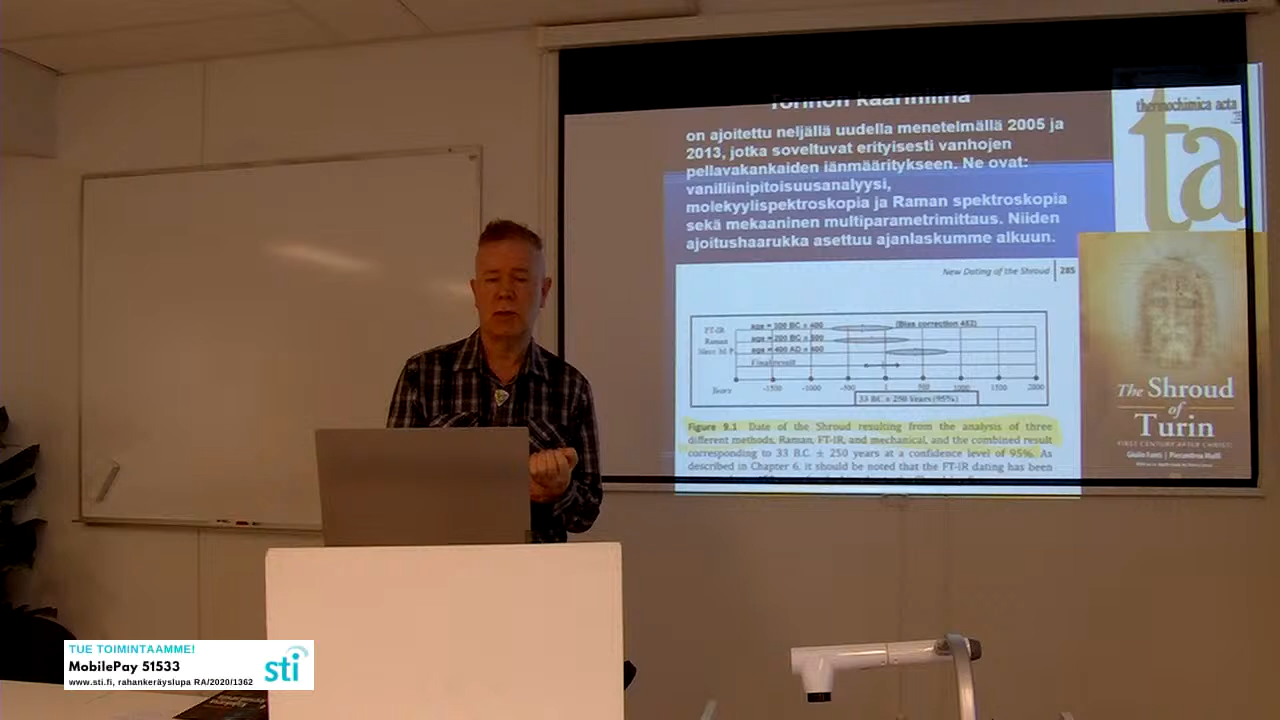 Torinon käärinliina
on ajoitettu neljällä uudella menetelmällä 2005 ja
2013, jotka soveltuvat erityisesti vanhojen
pellavakankaiden iänmääritykseen. Ne ovat:
vanilliinipitoisuusanalyysi,
molekyylispektroskopia ja Raman spektroskopia
sekä mekaaninen multiparametrimittaus. Niiden
ajoitushaarukka asettuu ajanlaskumme alkuun.
thermochimica acta
ta
New Dating of the Shroud 285
FT-IR age = 300 BC ± 400 (Bias correction 452)
Raman age = 200 BC ± 500
Mec. M. P. age = 400 AD ± 400
Final result
Years -1500 -1000 -500 1 500 1000 1500 2000
33 BC ± 250 Years (95%)
Figure 9.1 Date of the Shroud resulting from the analysis of three
different methods, Raman, FT-IR, and mechanical, and the combined result
corresponding to 33 B.C. ± 250 years at a confidence level of 95%. As
described in Chapter 6, it should be noted that the FT-IR dating has been
The Shroud
of
Turin
FIRST CENTURY AFTER CHRIST!
Giulio Fanti | Pierandrea Malfi
TUE TOIMINTAAMME!
MobilePay 51533
www.sti.fi, rahankeräyslupa RA/2020/1362
sti